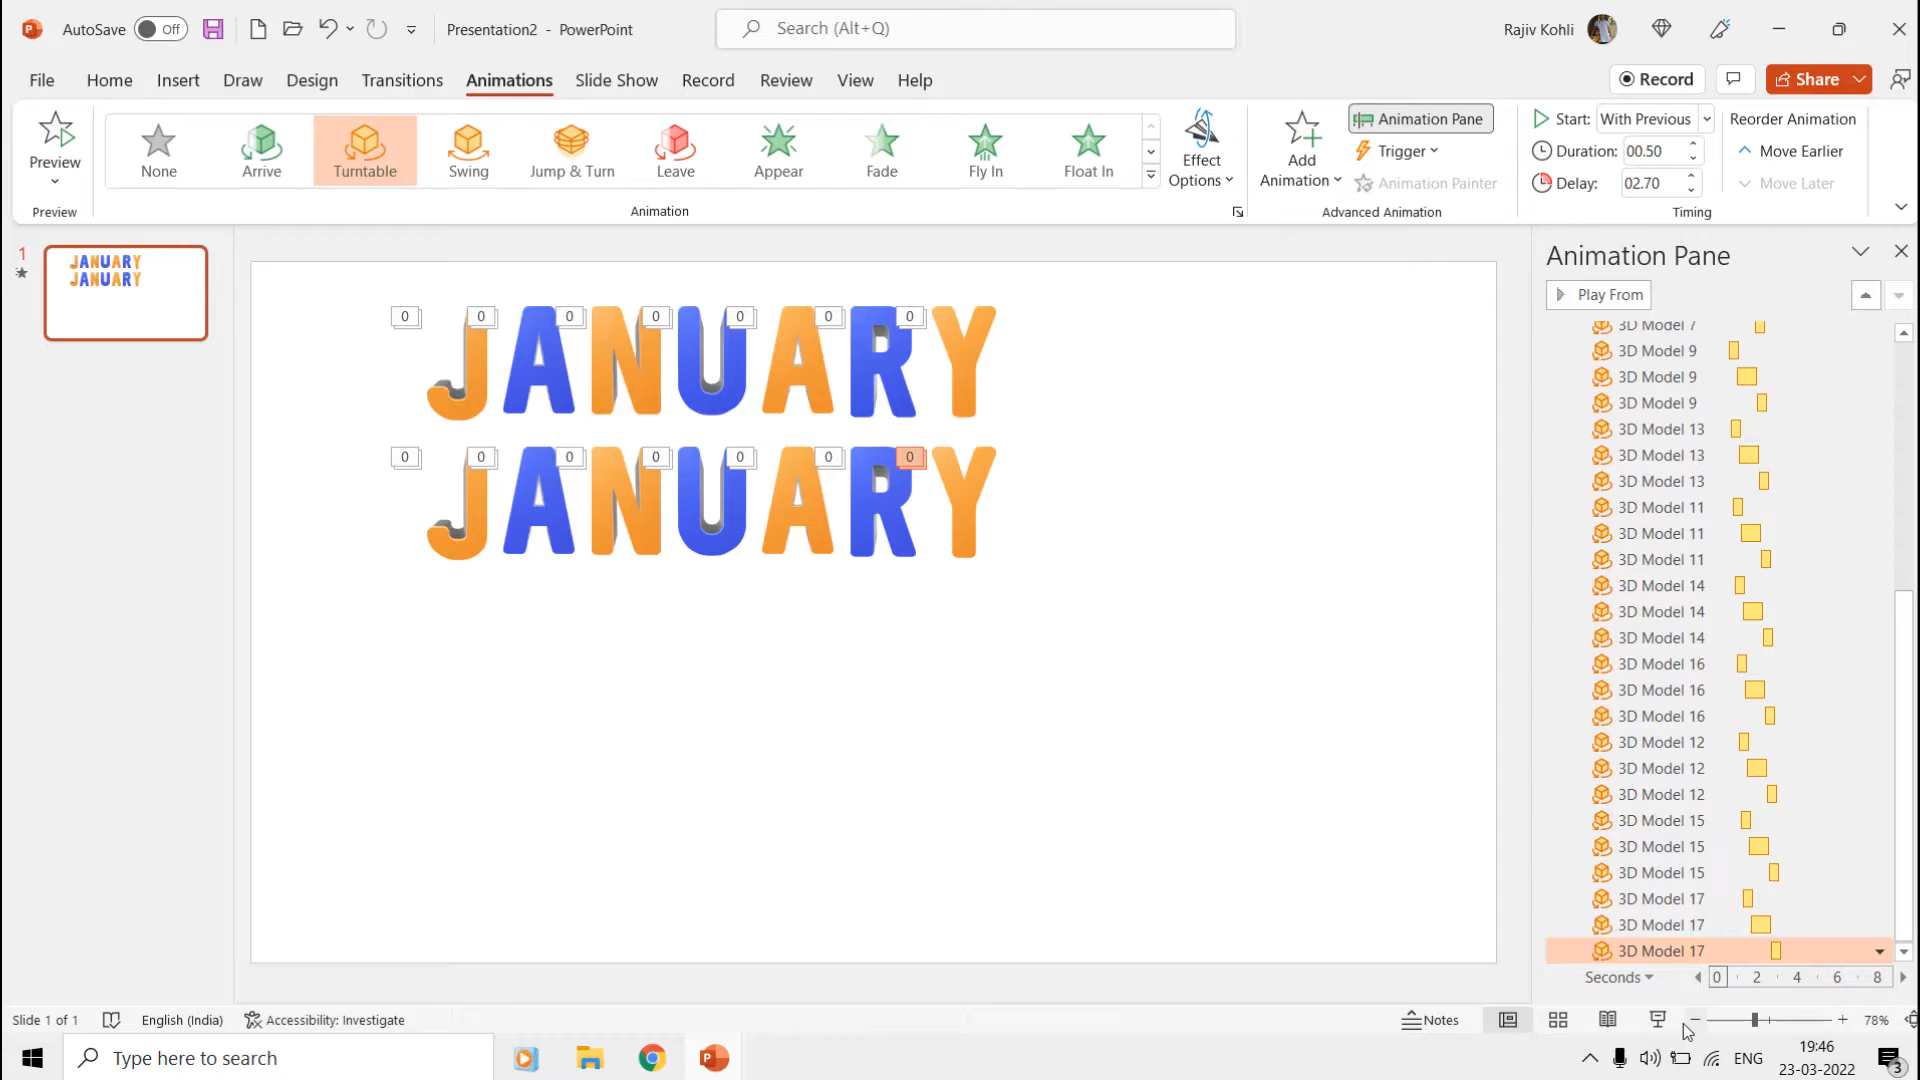 AutoSave Off Presentation2 - PowerPoint Search (Alt+Q) Rajiv Kohli
File Home Insert Draw Design Transitions Animations Slide Show Record Review View Help Record Share
Preview
None Arrive Turntable Swing Jump & Turn Leave Appear Fade Fly In Float In
Effect Options
Add Animation
Animation Pane
Trigger
Animation Painter
Start: With Previous
Duration: 00.50
Delay: 02.70
Reorder Animation
Move Earlier
Move Later
Preview Animation Advanced Animation Timing
1
JANUARY
JANUARY
0 0 0 0 0 0 0
JANUARY
0 0 0 0 0 0 0
JANUARY
Animation Pane
Play From
3D Model 7
3D Model 9
3D Model 9
3D Model 9
3D Model 13
3D Model 13
3D Model 13
3D Model 11
3D Model 11
3D Model 11
3D Model 14
3D Model 14
3D Model 14
3D Model 16
3D Model 16
3D Model 16
3D Model 12
3D Model 12
3D Model 12
3D Model 15
3D Model 15
3D Model 15
3D Model 17
3D Model 17
3D Model 17
Seconds 0 2 4 6 8
Slide 1 of 1 English (India) Accessibility: Investigate Notes 78%
Type here to search ENG 19:46
23-03-2022
3